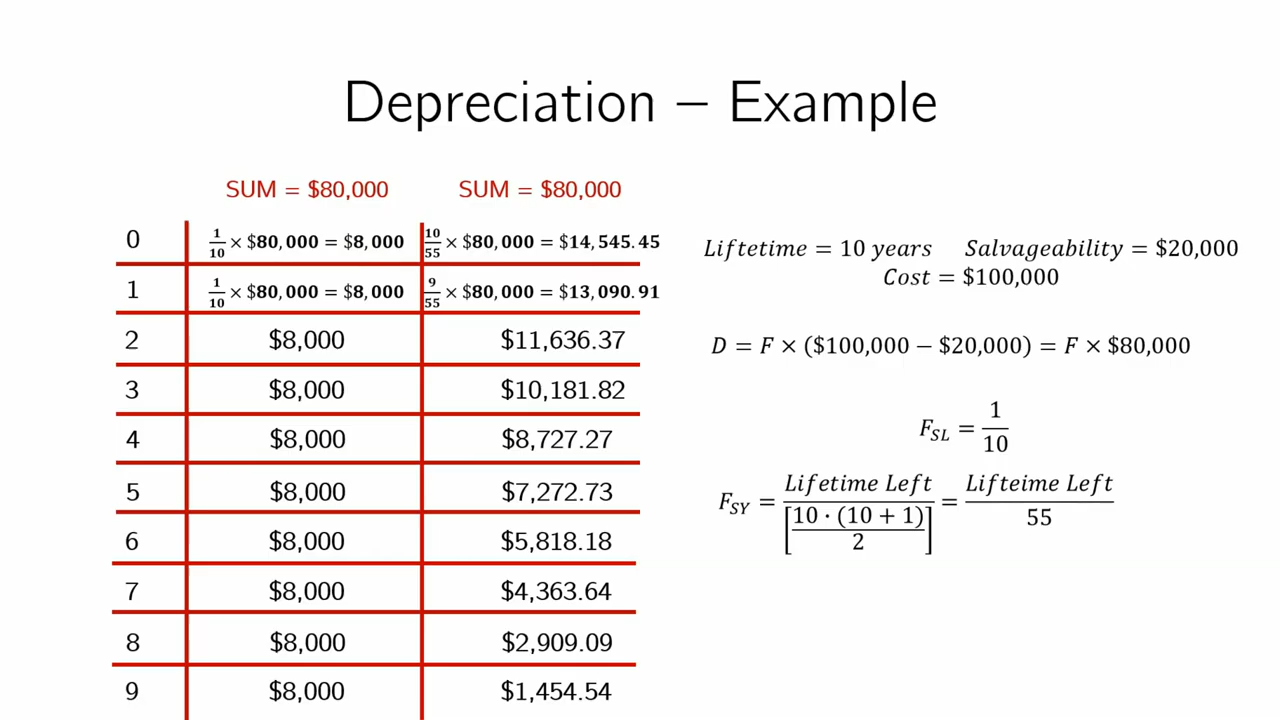 Depreciation – Example
SUM = $80,000 SUM = $80,000
0 1/10 × $80,000 = $8,000 10/55 × $80,000 = $14,545.45
1 1/10 × $80,000 = $8,000 9/55 × $80,000 = $13,090.91
2 $8,000 $11,636.37
3 $8,000 $10,181.82
4 $8,000 $8,727.27
5 $8,000 $7,272.73
6 $8,000 $5,818.18
7 $8,000 $4,363.64
8 $8,000 $2,909.09
9 $8,000 $1,454.54
Liftetime = 10 years Salvageability = $20,000
Cost = $100,000
D = F × ($100,000 − $20,000) = F × $80,000
F_SL = 1/10
F_SY = Lifetime Left / [10 · (10 + 1) / 2] = Lifteime Left / 55